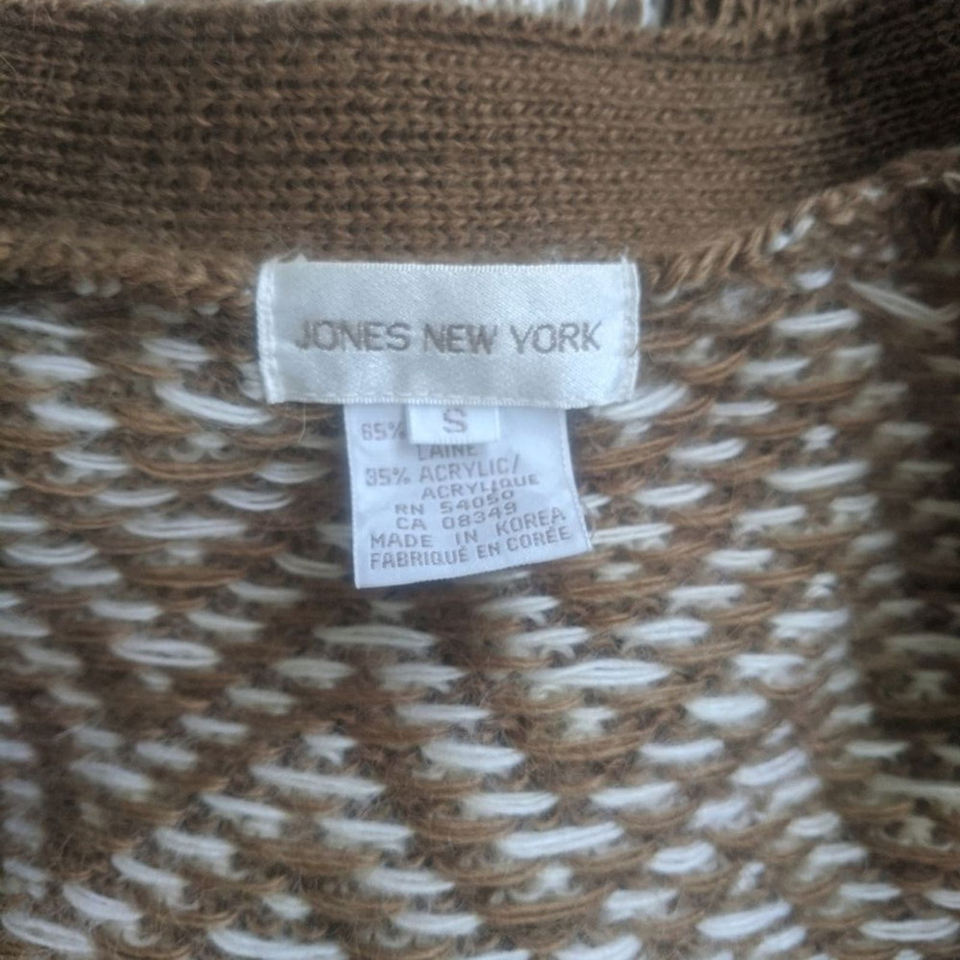 JONES NEW YORK
S
65%
LAINE
35% ACRYLIC/
ACRYLIQUE
RN 54050
CA 08349
MADE IN KOREA
FABRIQUÉ EN CORÉE